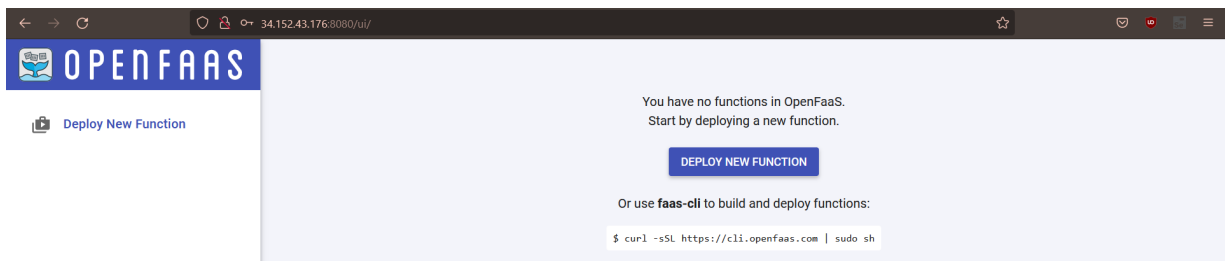 34.152.43.176:8080/ui/
OPENFAAS
Deploy New Function
You have no functions in OpenFaaS.
Start by deploying a new function.
DEPLOY NEW FUNCTION
Or use faas-cli to build and deploy functions:
$ curl -sSL https://cli.openfaas.com | sudo sh